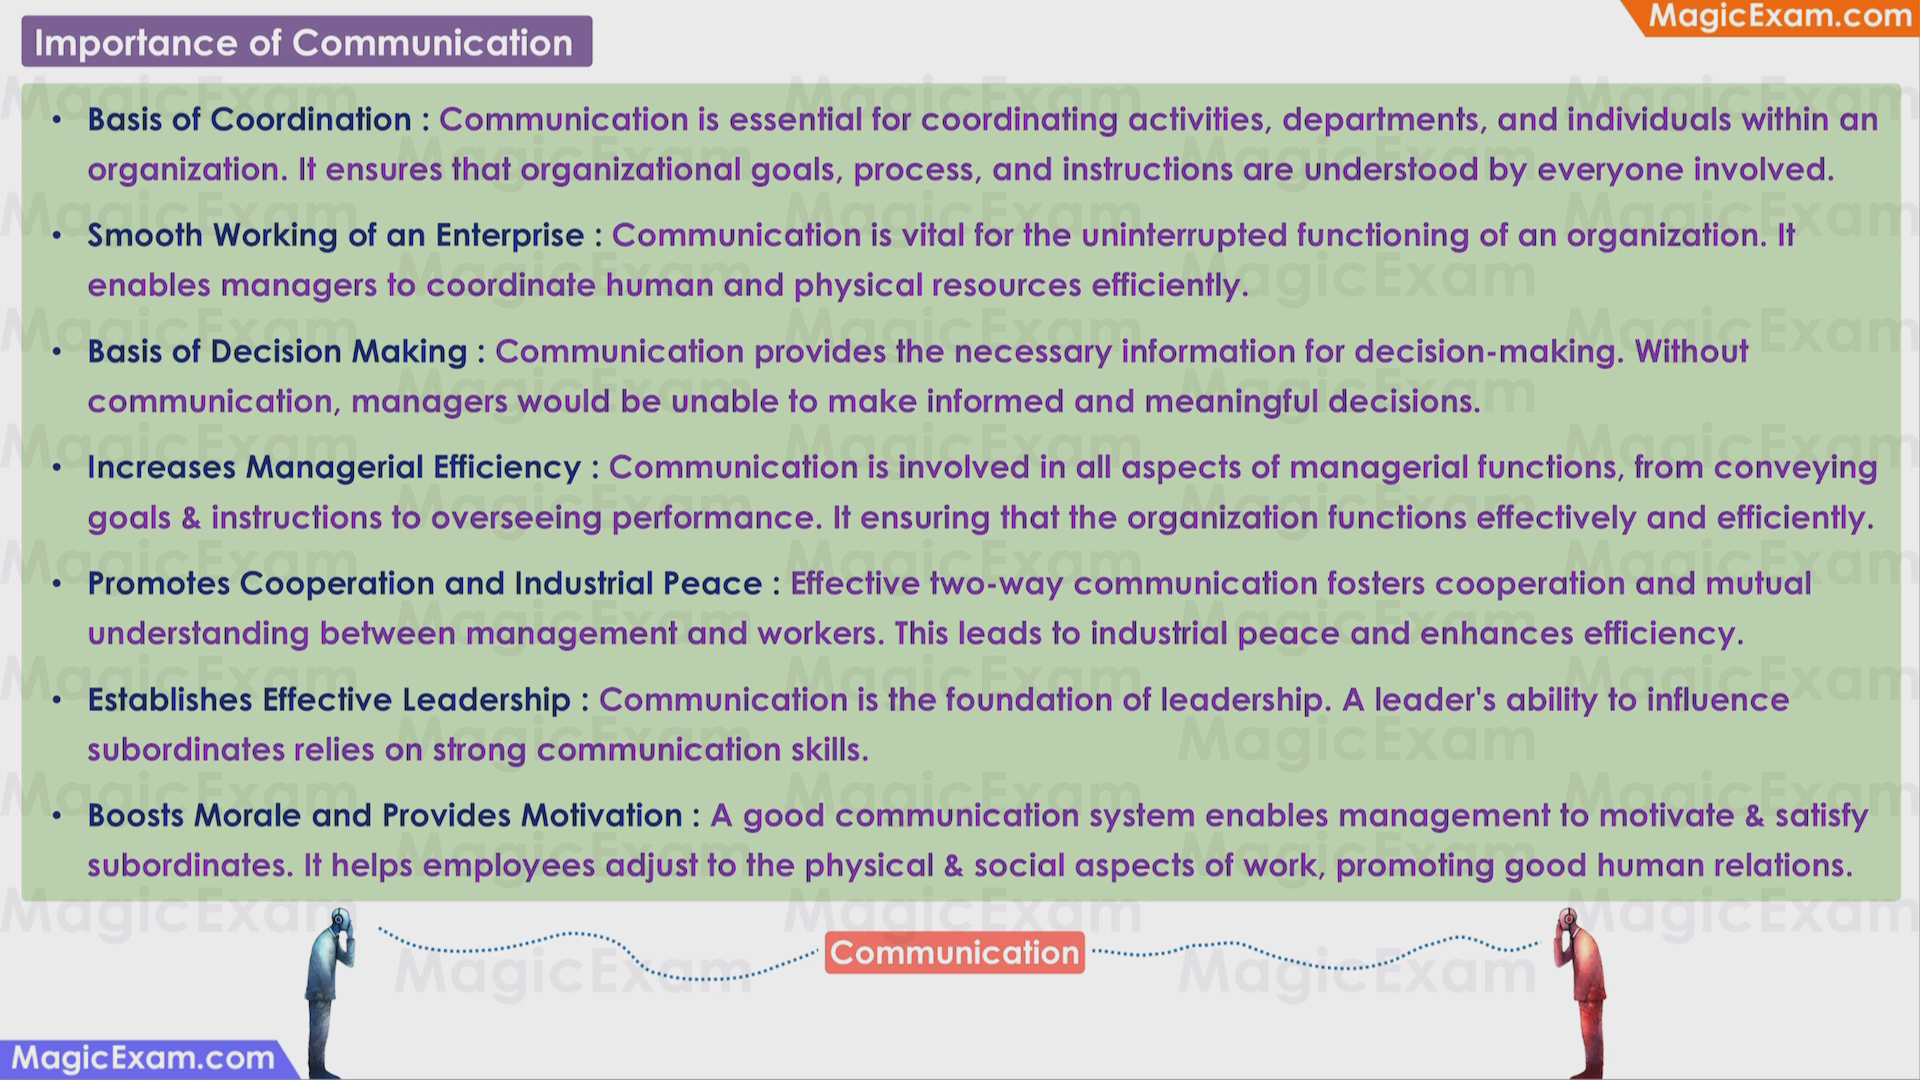 Importance of Communication
MagicExam.com
• Basis of Coordination : Communication is essential for coordinating activities, departments, and individuals within an
organization. It ensures that organizational goals, process, and instructions are understood by everyone involved.
• Smooth Working of an Enterprise : Communication is vital for the uninterrupted functioning of an organization. It
enables managers to coordinate human and physical resources efficiently.
• Basis of Decision Making : Communication provides the necessary information for decision-making. Without
communication, managers would be unable to make informed and meaningful decisions.
• Increases Managerial Efficiency : Communication is involved in all aspects of managerial functions, from conveying
goals & instructions to overseeing performance. It ensuring that the organization functions effectively and efficiently.
• Promotes Cooperation and Industrial Peace : Effective two-way communication fosters cooperation and mutual
understanding between management and workers. This leads to industrial peace and enhances efficiency.
• Establishes Effective Leadership : Communication is the foundation of leadership. A leader's ability to influence
subordinates relies on strong communication skills.
• Boosts Morale and Provides Motivation : A good communication system enables management to motivate & satisfy
subordinates. It helps employees adjust to the physical & social aspects of work, promoting good human relations.
Communication
MagicExam.com